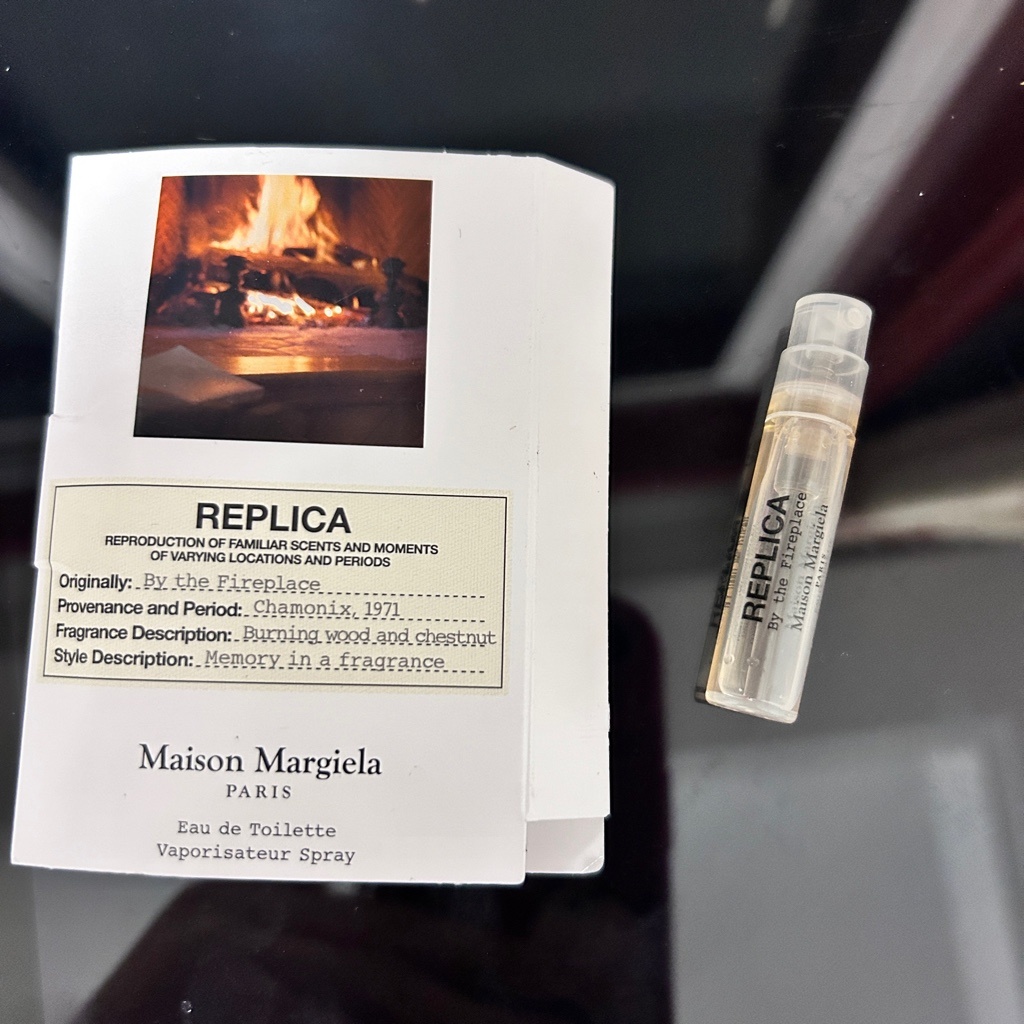 REPLICA
REPRODUCTION OF FAMILIAR SCENTS AND MOMENTS
OF VARYING LOCATIONS AND PERIODS
Originally: By the Fireplace
Provenance and Period: Chamonix, 1971
Fragrance Description: Burning wood and chestnut
Style Description: Memory in a fragrance
Maison Margiela
PARIS
Eau de Toilette
Vaporisateur Spray
REPLICA
By the Fireplace
Maison Margiela
PARIS